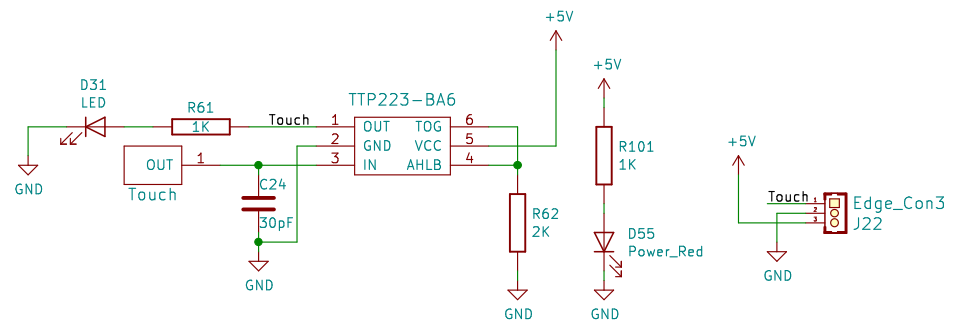 +5V
D31
LED
R61
1K
Touch
TTP223-BA6
1 OUT TOG 6
2 GND VCC 5
3 IN AHLB 4
GND
OUT 1
Touch
C24
30pF
GND
R62
2K
GND
+5V
R101
1K
D55
Power_Red
GND
+5V
Touch
1
2
3
Edge_Con3
J22
GND